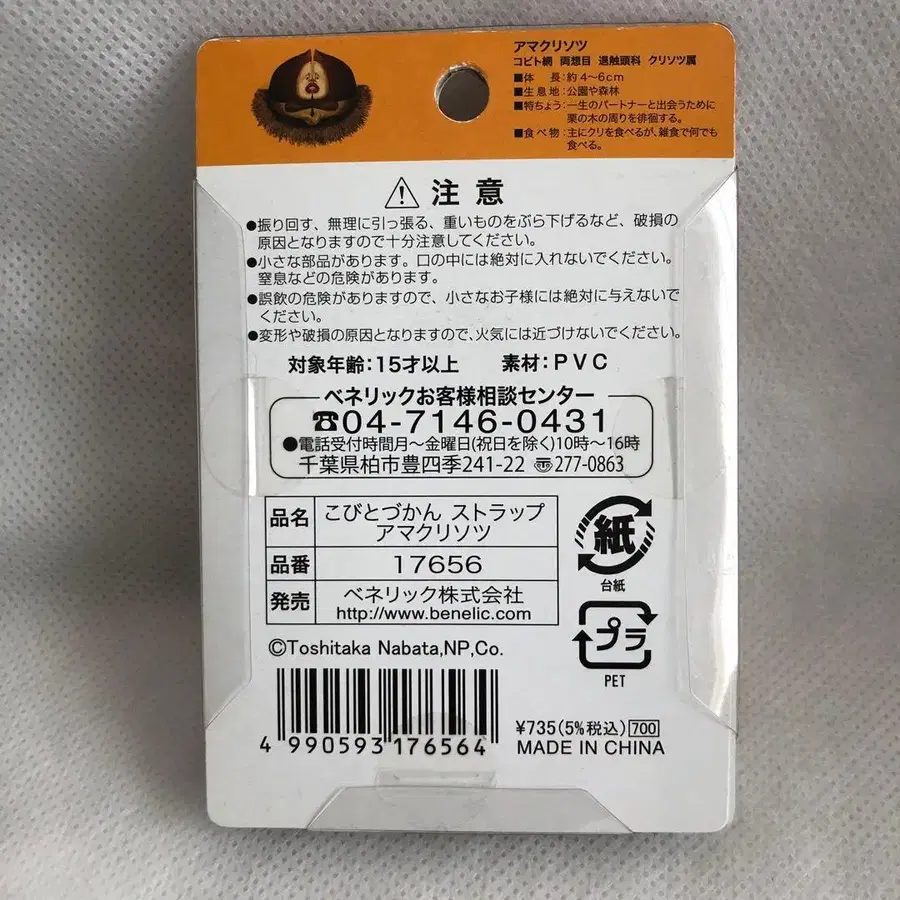 アマクリソツ
コビト網 両想目 退触頭科 クリソツ属
■体 長：約4～6cm
■生息地：公園や森林
■特ちょう：一生のパートナーと出会うために
栗の木の周りを徘徊する。
■食べ物：主にクリを食べるが、雑食で何でも
食べる。
注意
●振り回す、無理に引っ張る、重いものをぶら下げるなど、破損の
原因となりますので十分注意してください。
●小さな部品があります。口の中には絶対に入れないでください。
窒息などの危険があります。
●誤飲の危険がありますので、小さなお子様には絶対に与えないで
ください。
●変形や破損の原因となりますので、火気には近づけないでください。
対象年齢：15才以上 素材：PVC
ベネリックお客様相談センター
☎04-7146-0431
●電話受付時間月～金曜日(祝日を除く)10時～16時
千葉県柏市豊四季241-22 〠277-0863
品名 こびとづかん ストラップ
アマクリソツ
品番 17656
発売 ベネリック株式会社
http://www.benelic.com
紙
台紙
プラ
PET
©Toshitaka Nabata,NP,Co.
4 990593 176564
¥735(5%税込) 700
MADE IN CHINA